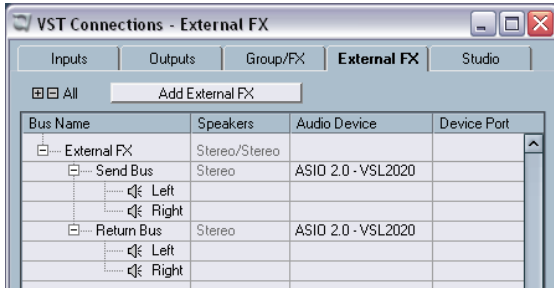 VST Connections - External FX
Inputs Outputs Group/FX External FX Studio
All Add External FX
Bus Name Speakers Audio Device Device Port
External FX Stereo/Stereo
Send Bus Stereo ASIO 2.0 - VSL2020
Left
Right
Return Bus Stereo ASIO 2.0 - VSL2020
Left
Right